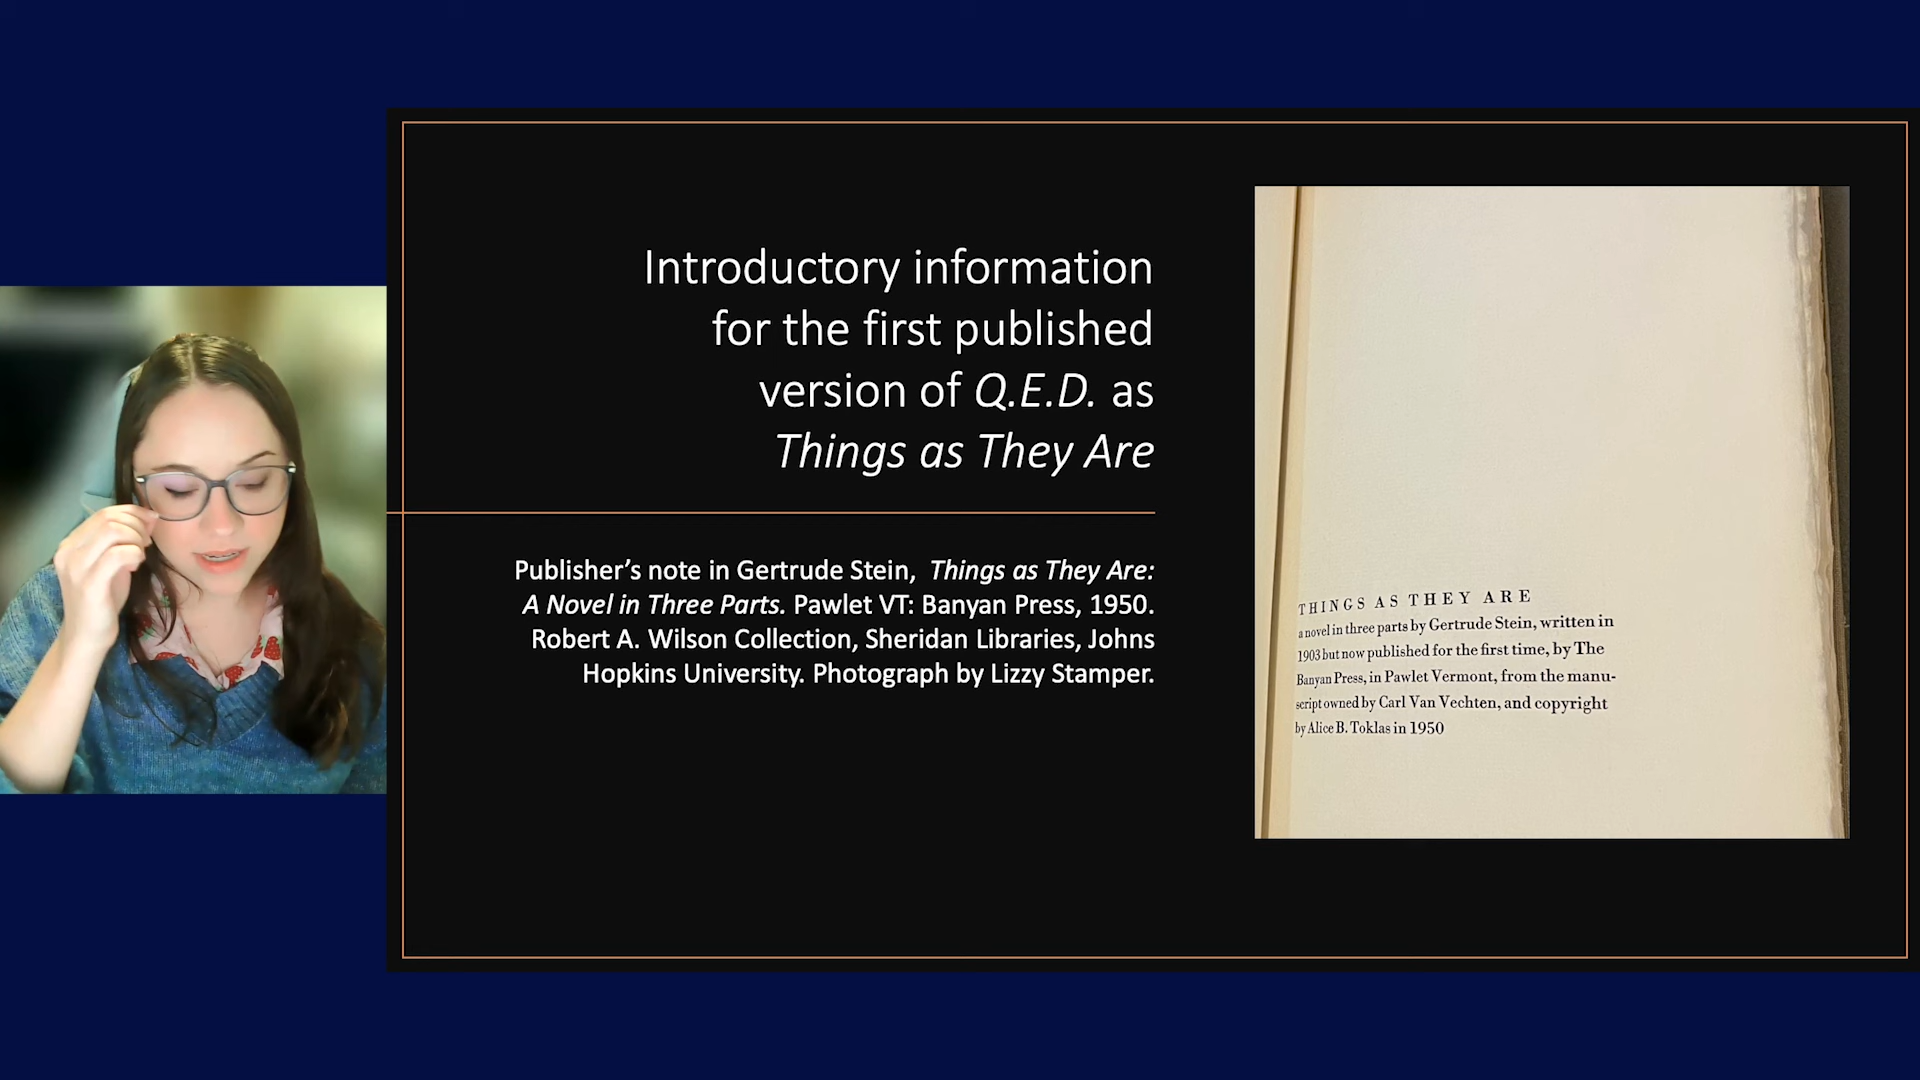 Introductory information
for the first published
version of Q.E.D. as
Things as They Are
Publisher’s note in Gertrude Stein, Things as They Are:
A Novel in Three Parts. Pawlet VT: Banyan Press, 1950.
Robert A. Wilson Collection, Sheridan Libraries, Johns
Hopkins University. Photograph by Lizzy Stamper.
THINGS AS THEY ARE
a novel in three parts by Gertrude Stein, written in
1903 but now published for the first time, by The
Banyan Press, in Pawlet Vermont, from the manu-
script owned by Carl Van Vechten, and copyright
by Alice B. Toklas in 1950